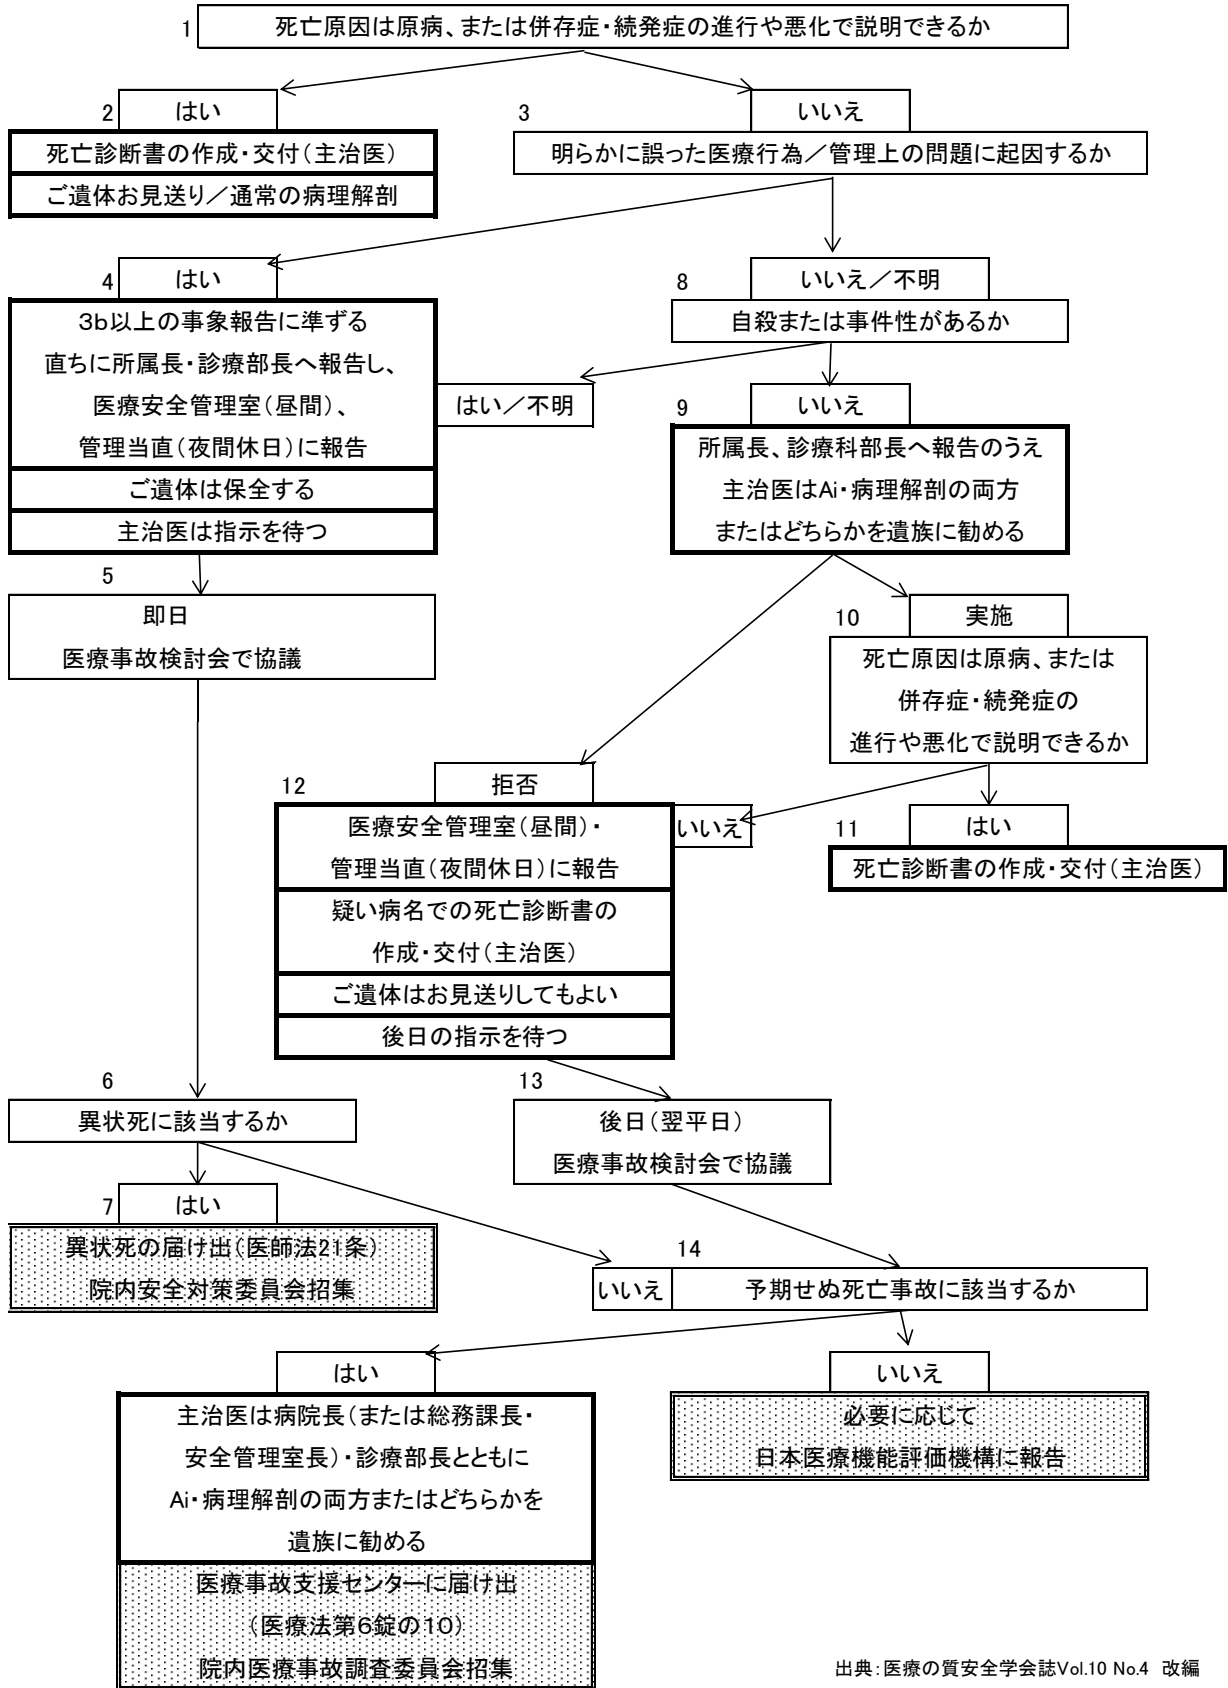 1
死亡原因は原病、または併存症・続発症の進行や悪化で説明できるか
2
はい
死亡診断書の作成・交付(主治医)
ご遺体お見送り／通常の病理解剖
3
いいえ
明らかに誤った医療行為／管理上の問題に起因するか
4
はい
3b以上の事象報告に準ずる
直ちに所属長・診療部長へ報告し、
医療安全管理室(昼間)、
管理当直(夜間休日)に報告
ご遺体は保全する
主治医は指示を待つ
8
いいえ／不明
自殺または事件性があるか
はい／不明
9
いいえ
所属長、診療科部長へ報告のうえ
主治医はAi・病理解剖の両方
またはどちらかを遺族に勧める
5
即日
医療事故検討会で協議
10
実施
死亡原因は原病、または
併存症・続発症の
進行や悪化で説明できるか
12
拒否
医療安全管理室(昼間)・
管理当直(夜間休日)に報告
疑い病名での死亡診断書の
作成・交付(主治医)
ご遺体はお見送りしてもよい
後日の指示を待つ
いいえ
11
はい
死亡診断書の作成・交付(主治医)
6
異状死に該当するか
13
後日(翌平日)
医療事故検討会で協議
7
はい
異状死の届け出(医師法21条)
院内安全対策委員会招集
いいえ
14
予期せぬ死亡事故に該当するか
はい
主治医は病院長(または総務課長・
安全管理室長)・診療部長とともに
Ai・病理解剖の両方またはどちらかを
遺族に勧める
医療事故支援センターに届け出
(医療法第6錠の10)
院内医療事故調査委員会招集
いいえ
必要に応じて
日本医療機能評価機構に報告
出典:医療の質安全学会誌Vol.10 No.4 改編